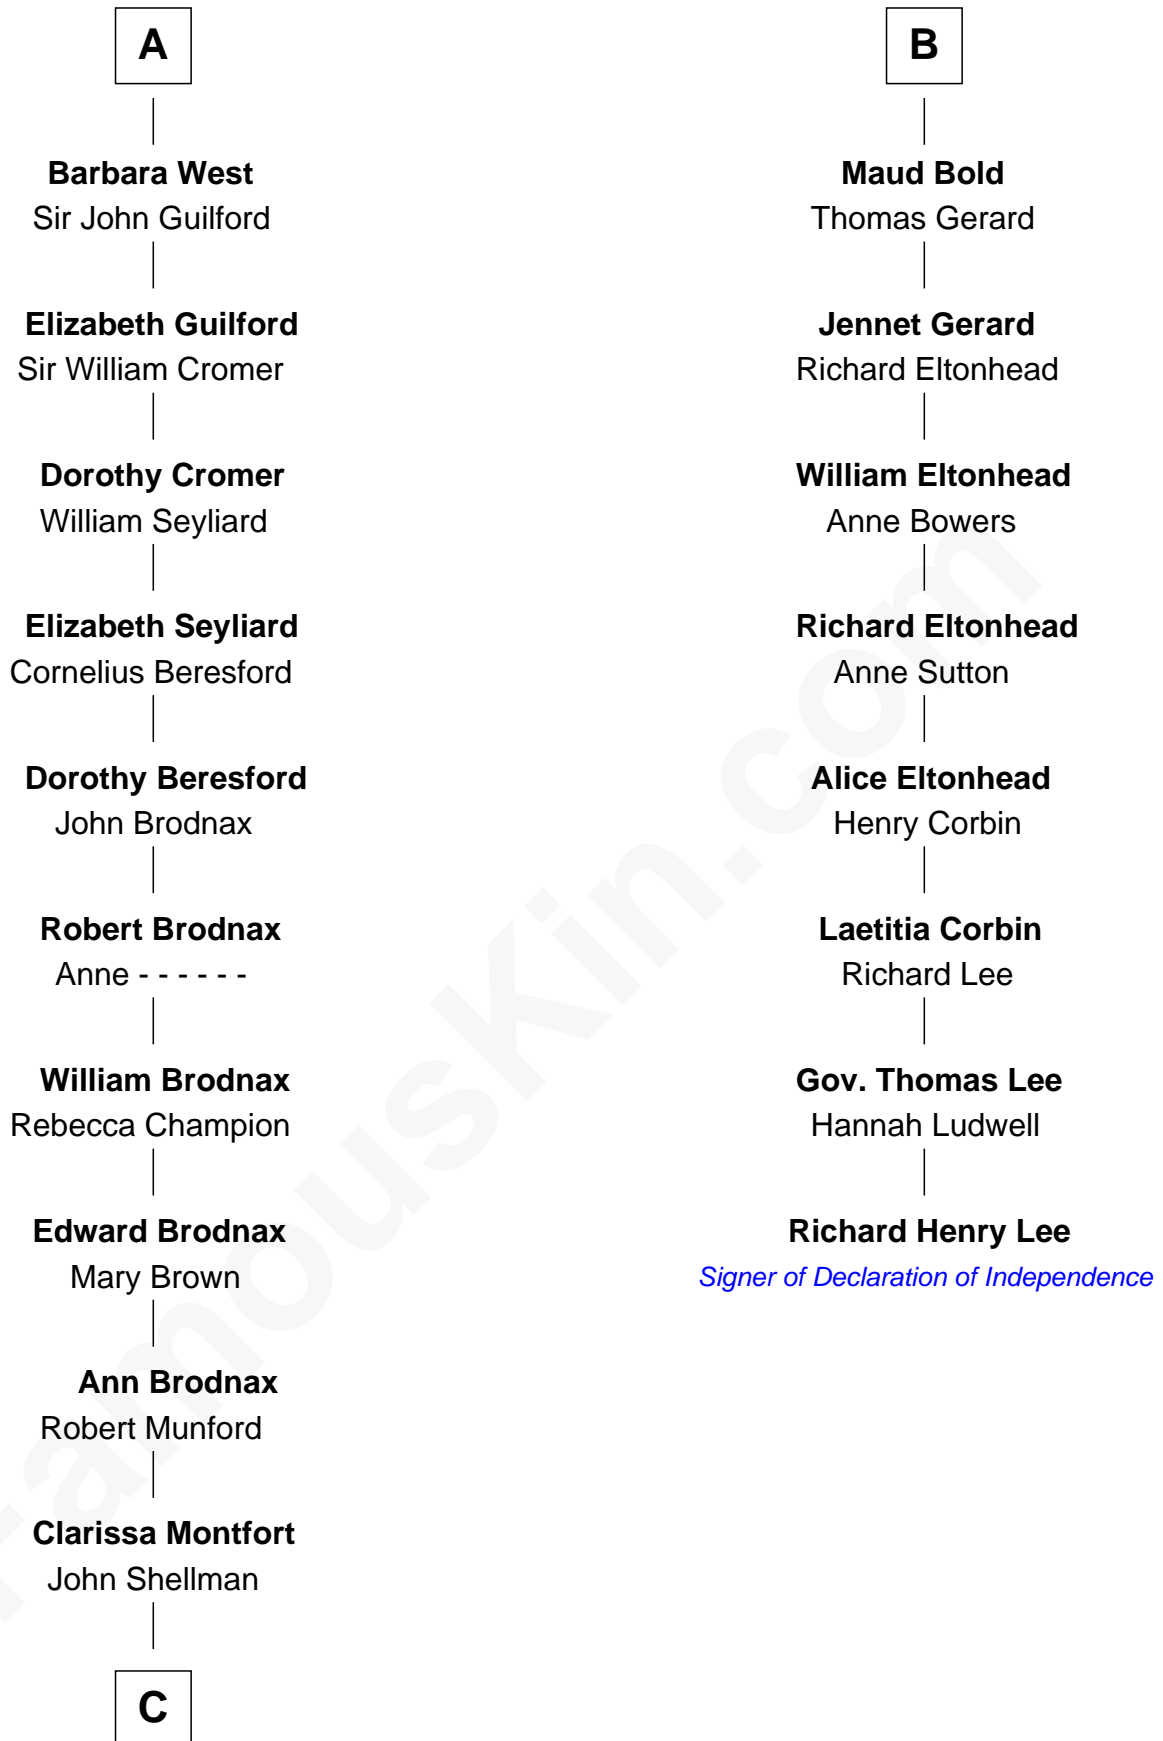 A
Barbara West
Sir John Guilford
Elizabeth Guilford
Sir William Cromer
Dorothy Cromer
William Seyliard
Elizabeth Seyliard
Cornelius Beresford
Dorothy Beresford
John Brodnax
Robert Brodnax
Anne - - - - - -
William Brodnax
Rebecca Champion
Edward Brodnax
Mary Brown
Ann Brodnax
Robert Munford
Clarissa Montfort
John Shellman
C
B
Maud Bold
Thomas Gerard
Jennet Gerard
Richard Eltonhead
William Eltonhead
Anne Bowers
Richard Eltonhead
Anne Sutton
Alice Eltonhead
Henry Corbin
Laetitia Corbin
Richard Lee
Gov. Thomas Lee
Hannah Ludwell
Richard Henry Lee
Signer of Declaration of Independence
FamousKin.com